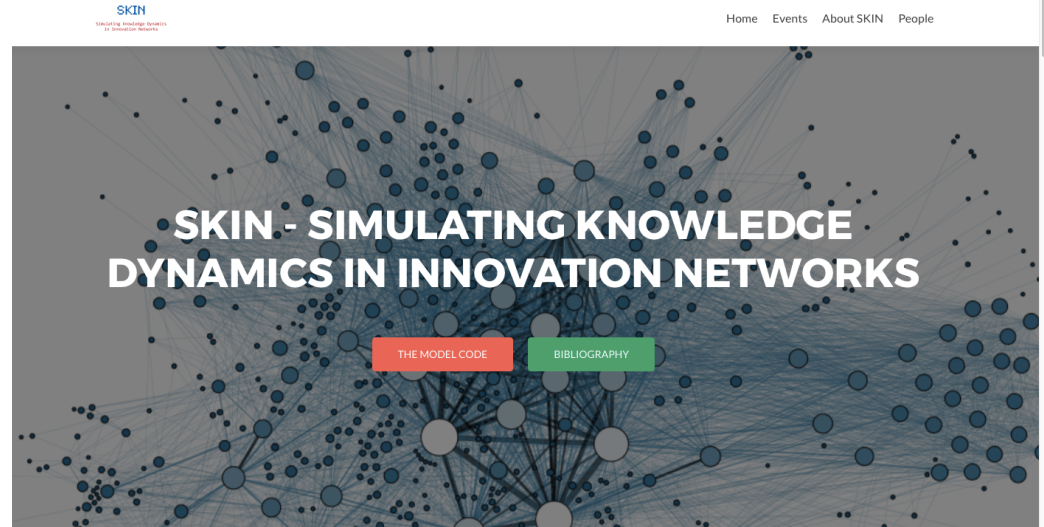 SKIN
Simulating Knowledge Dynamics
in Innovation Networks
Home Events About SKIN People
SKIN - SIMULATING KNOWLEDGE
DYNAMICS IN INNOVATION NETWORKS
THE MODEL CODE BIBLIOGRAPHY